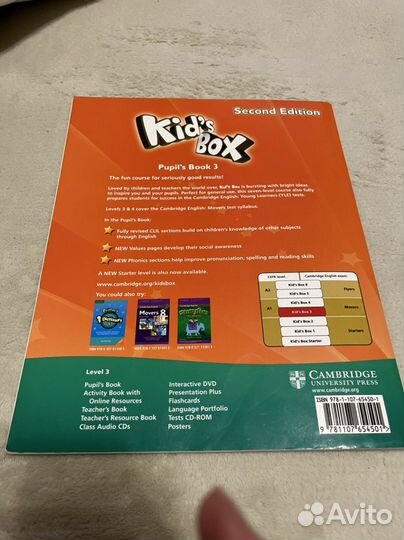 Second Edition
Kid's
Box
Pupil's Book 3
The fun course for seriously good results!
Loved by children and teachers the world over, Kid's Box is bursting with bright ideas
to inspire you and your pupils. Perfect for general use, this seven-level course also fully
prepares students for success in the Cambridge English: Young Learners (YLE) tests.
Levels 3 & 4 cover the Cambridge English: Movers test syllabus.
In the Pupil's Book:
Fully revised CLIL sections build on children's knowledge of other subjects
through English
NEW Values pages develop their social awareness
NEW Phonics sections help improve pronunciation, spelling and reading skills
A NEW Starter level is also now available.
www.cambridge.org/kidsbox
You could also try:
CEFR level
Cambridge English exam:
A2
Kid's Box 6
Flyers
Kid's Box 5
A1
Kid's Box 4
Movers
Kid's Box 3
Kid's Box 2
Kid's Box 1
Starters
Kid's Box Starter
Movers 8
Level 3
Pupil's Book
Activity Book with
Online Resources
Teacher's Book
Teacher's Resource Book
Class Audio CDs
Interactive DVD
Presentation Plus
Flashcards
Language Portfolio
Tests CD-ROM
Posters
CAMBRIDGE
UNIVERSITY PRESS
www.cambridge.org
ISBN 978-1-107-65450-1
9 781107 654501
Avito